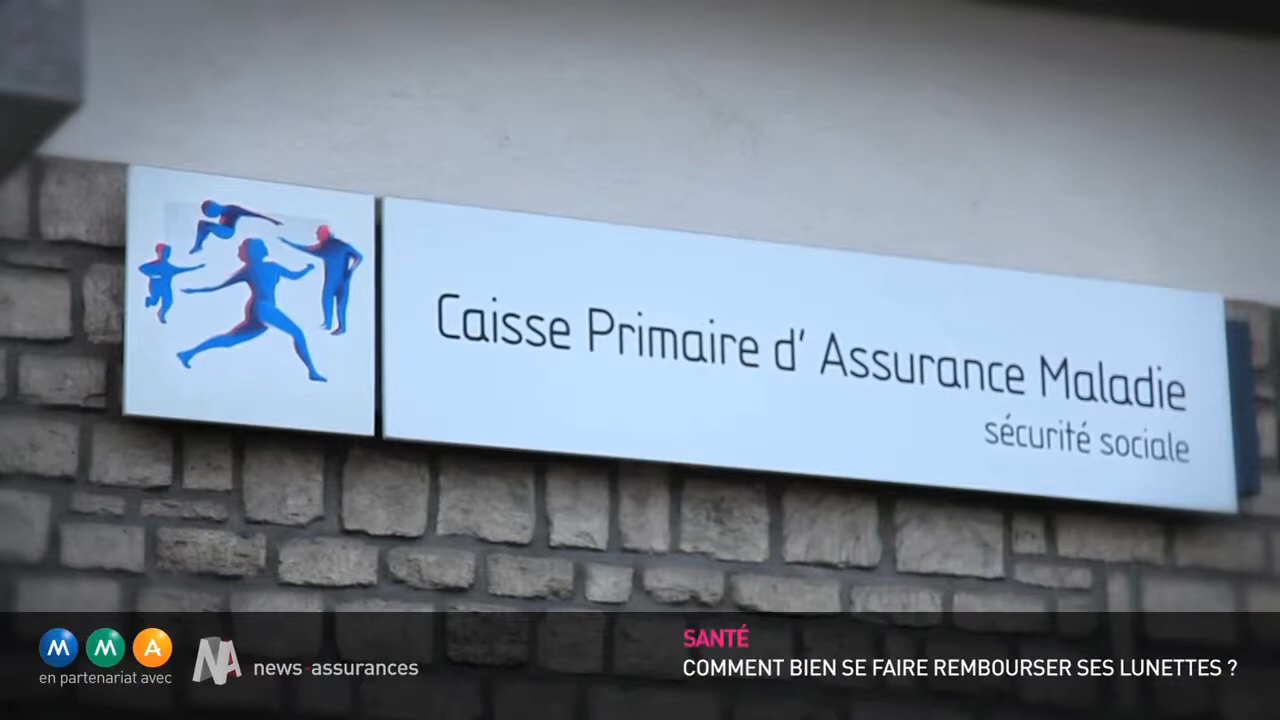 Caisse Primaire d' Assurance Maladie
sécurité sociale
MMA
en partenariat avec
NA
news-assurances
SANTÉ
COMMENT BIEN SE FAIRE REMBOURSER SES LUNETTES ?